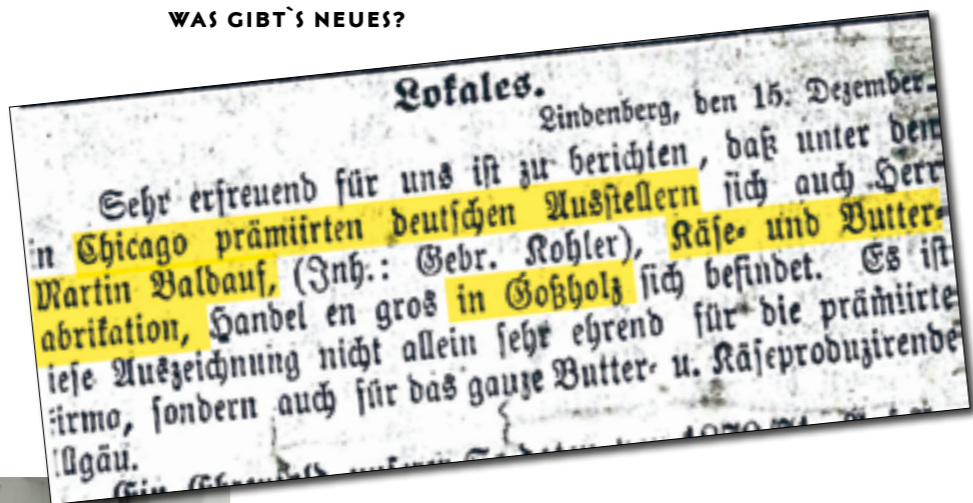 WAS GIBT`S NEUES?
Lokales.
Lindenberg, den 15. Dezember.
Sehr erfreuend für uns ist zu berichten, daß unter den
in Chicago prämiirten deutschen Ausstellern sich auch Herr
Martin Baldauf, (Inh.: Gebr. Kohler), Käse- und Butter-
abrikation, Handel en gros in Goßholz sich befindet. Es ist
iese Auszeichnung nicht allein sehr ehrend für die prämiirte
Firma, sondern auch für das ganze Butter- u. Käseproduzirende
llgäu.